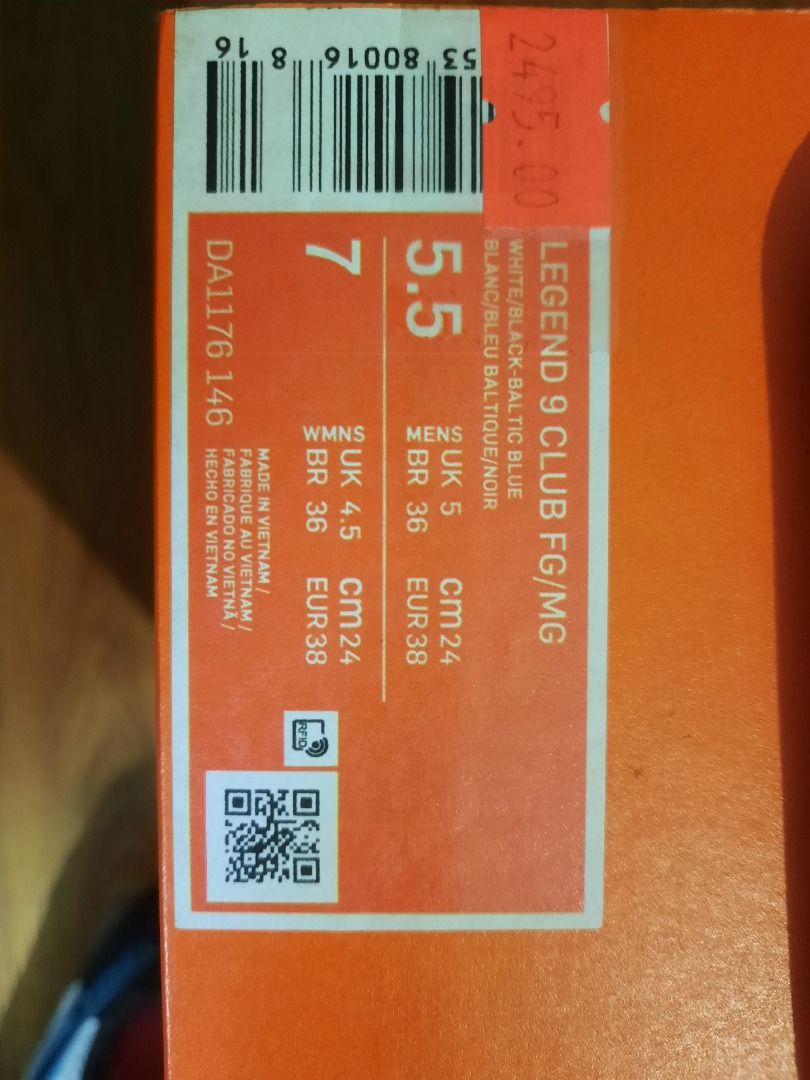 2495.00
LEGEND 9 CLUB FG/MG
WHITE/BLACK-BALTIC BLUE
BLANC/BLEU BALTIQUE/NOIR
5.5
MENS
UK 5
cm 24
BR 36
EUR 38
7
WMNS
UK 4.5
cm 24
BR 36
EUR 38
DA1176 146
MADE IN VIETNAM /
FABRIQUE AU VIETNAM /
FABRICADO NO VIETNÃ /
HECHO EN VIETNAM
RFID
53 80016 8 16